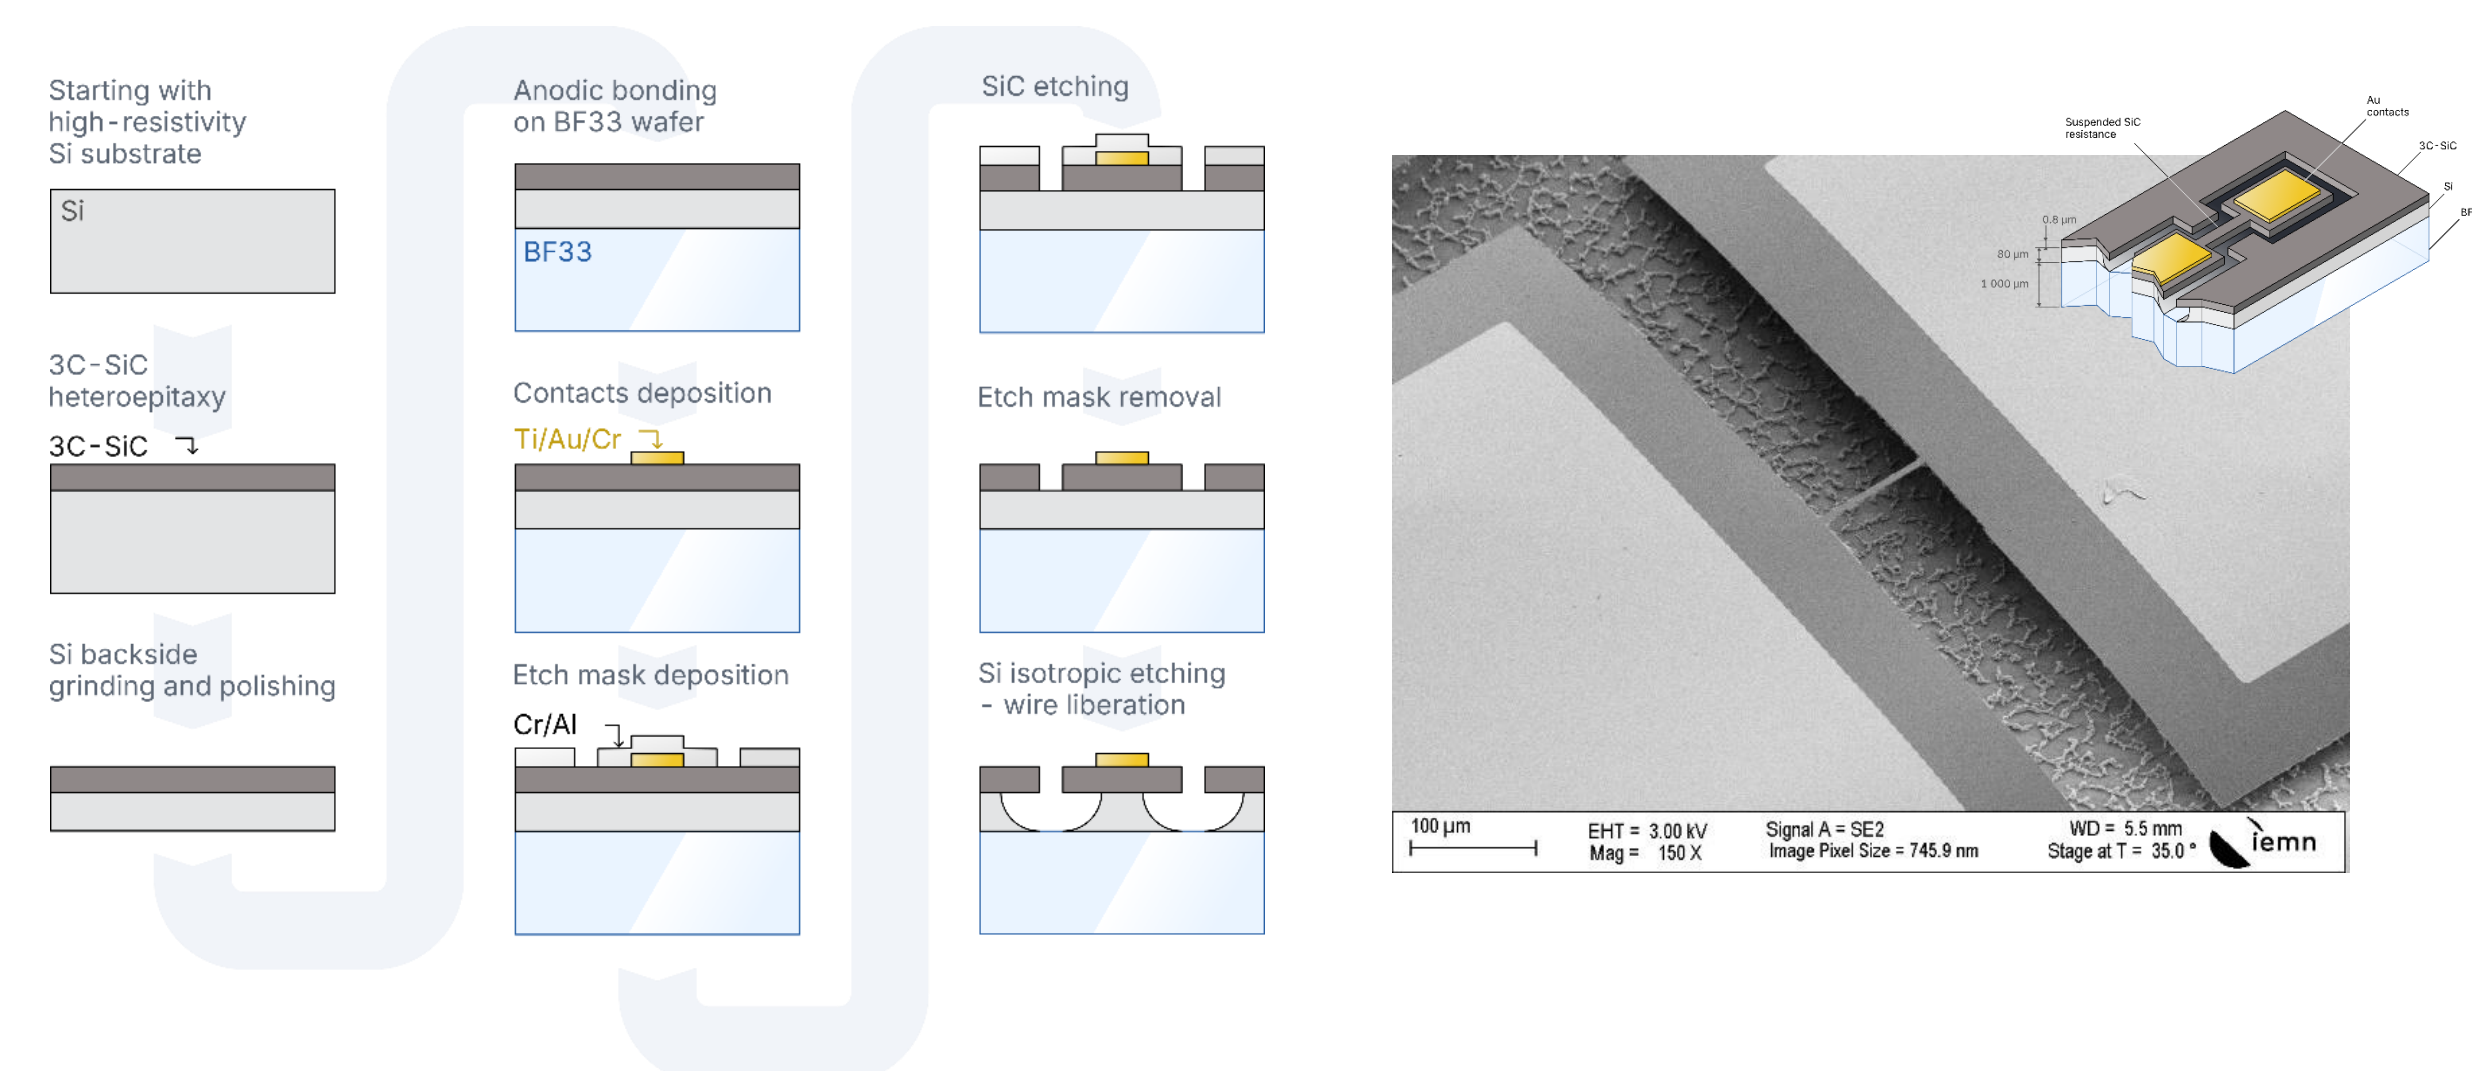 Starting with
high-resistivity
Si substrate
Si
3C-SiC
heteroepitaxy
3C-SiC
Si backside
grinding and polishing
Anodic bonding
on BF33 wafer
BF33
Contacts deposition
Ti/Au/Cr
Etch mask deposition
Cr/Al
SiC etching
Etch mask removal
Si isotropic etching
- wire liberation
Au
contacts
Suspended SiC
resistance
3C-SiC
Si
BF
0.8 µm
80 µm
1 000 µm
100 µm
EHT = 3.00 kV
Mag = 150 X
Signal A = SE2
Image Pixel Size = 745.9 nm
WD = 5.5 mm
Stage at T = 35.0 °
iemn